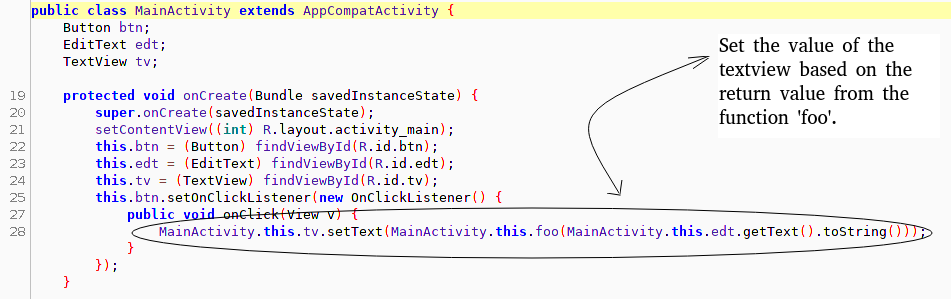 public class MainActivity extends AppCompatActivity {
Button btn;
EditText edt;
TextView tv;
19 protected void onCreate(Bundle savedInstanceState) {
20 super.onCreate(savedInstanceState);
21 setContentView((int) R.layout.activity_main);
22 this.btn = (Button) findViewById(R.id.btn);
23 this.edt = (EditText) findViewById(R.id.edt);
24 this.tv = (TextView) findViewById(R.id.tv);
25 this.btn.setOnClickListener(new OnClickListener() {
27 public void onClick(View v) {
28 MainActivity.this.tv.setText(MainActivity.this.foo(MainActivity.this.edt.getText().toString()));
}
});
}
Set the value of the
textview based on the
return value from the
function 'foo'.